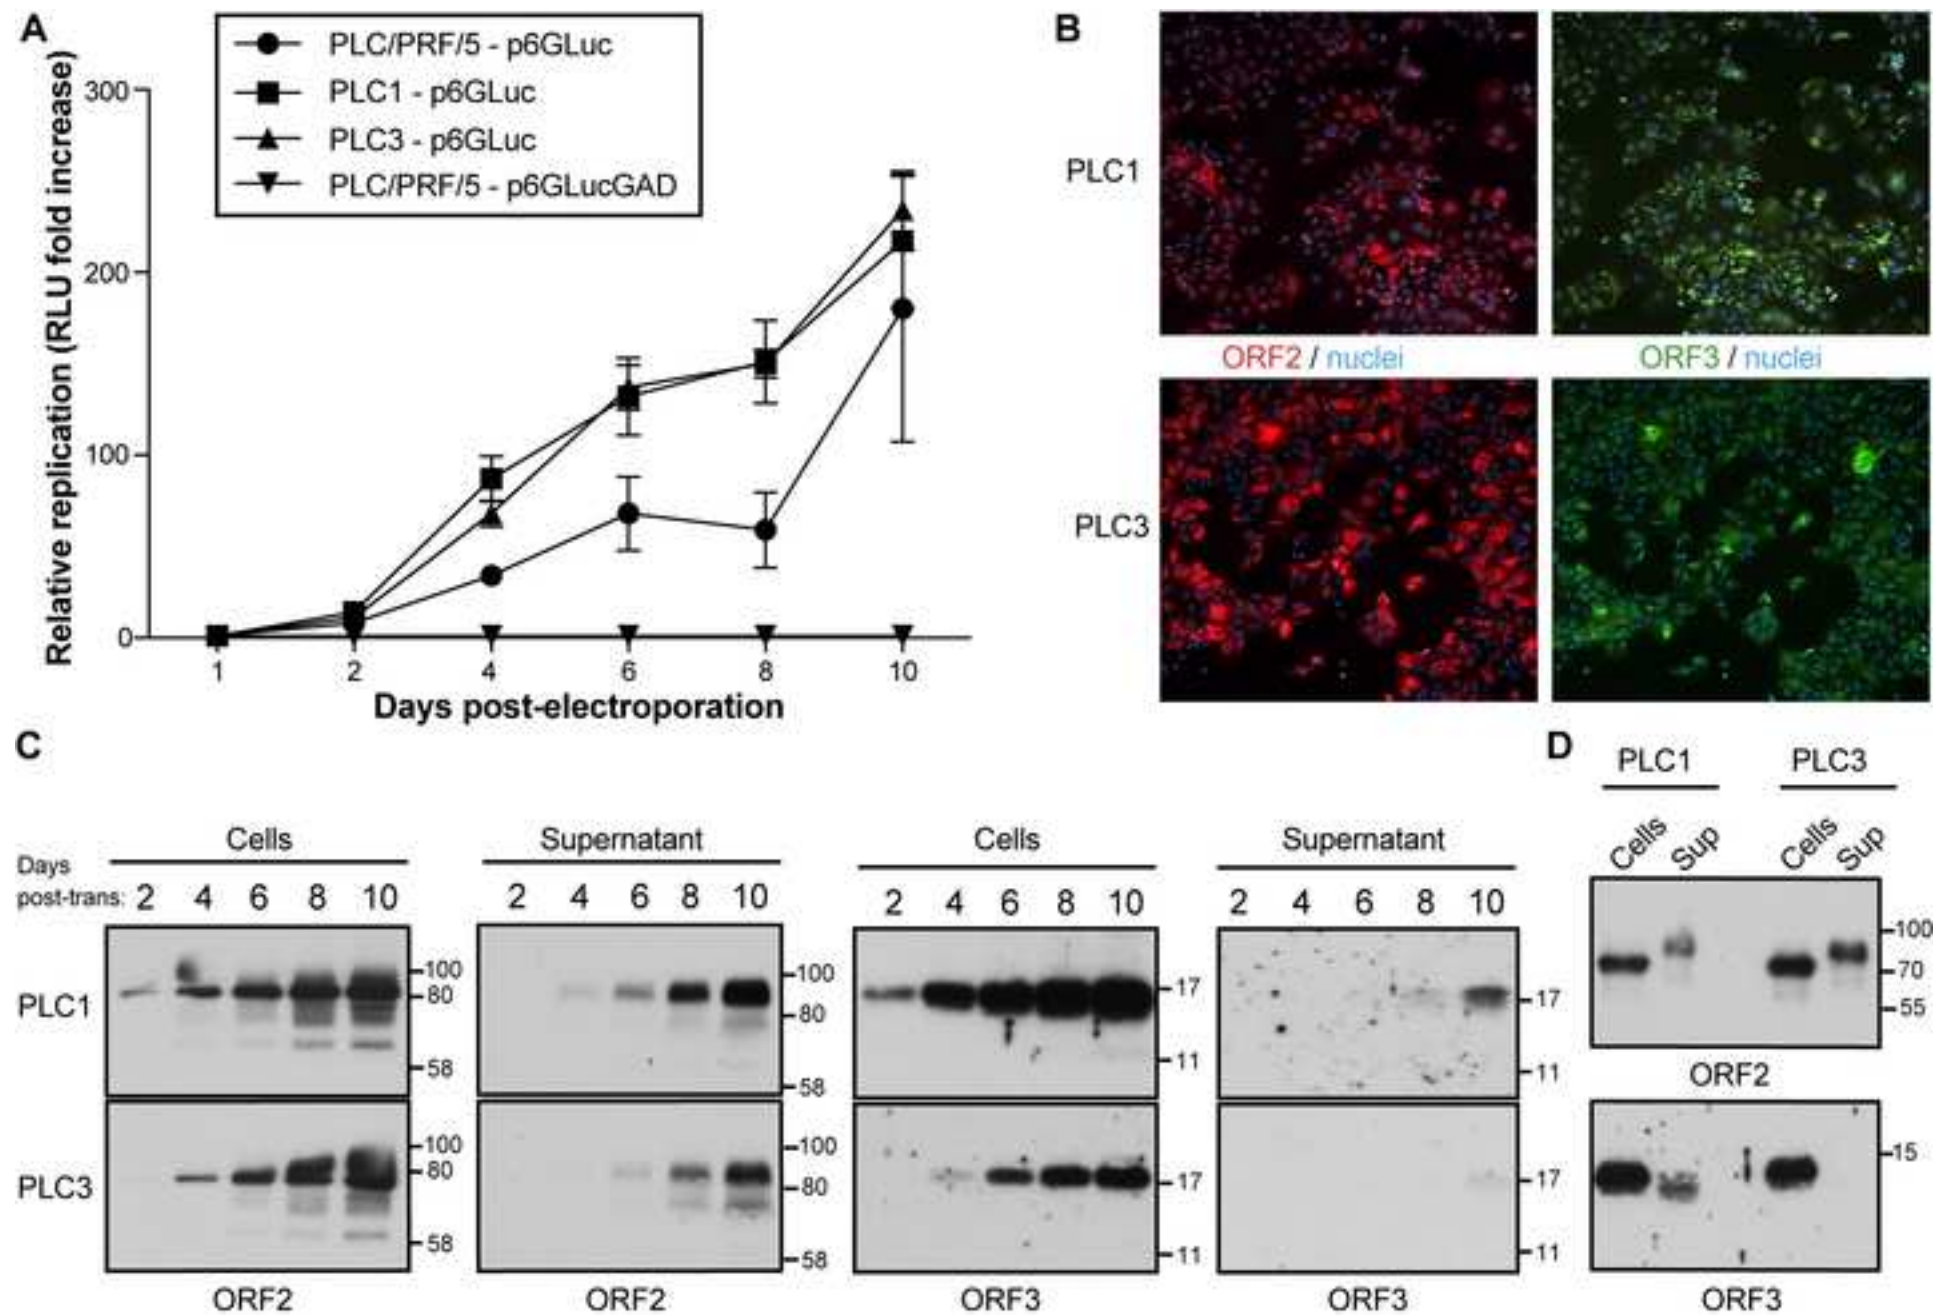 A
PLC/PRF/5 - p6GLuc
PLC1 - p6GLuc
PLC3 - p6GLuc
PLC/PRF/5 - p6GLucGAD
Relative replication (RLU fold increase)
300
200
100
0
1 2 4 6 8 10
Days post-electroporation
B
PLC1
ORF2 / nuclei
ORF3 / nuclei
PLC3
C
Cells Supernatant Cells Supernatant
Days
post-trans: 2 4 6 8 10 2 4 6 8 10 2 4 6 8 10 2 4 6 8 10
PLC1
-100
-80
-58
-100
-80
-58
-17
-11
-17
-11
PLC3
-100
-80
-58
-100
-80
-58
-17
-11
-17
-11
ORF2 ORF2 ORF3 ORF3
D
PLC1 PLC3
Cells Sup Cells Sup
-100
-70
-55
ORF2
-15
ORF3